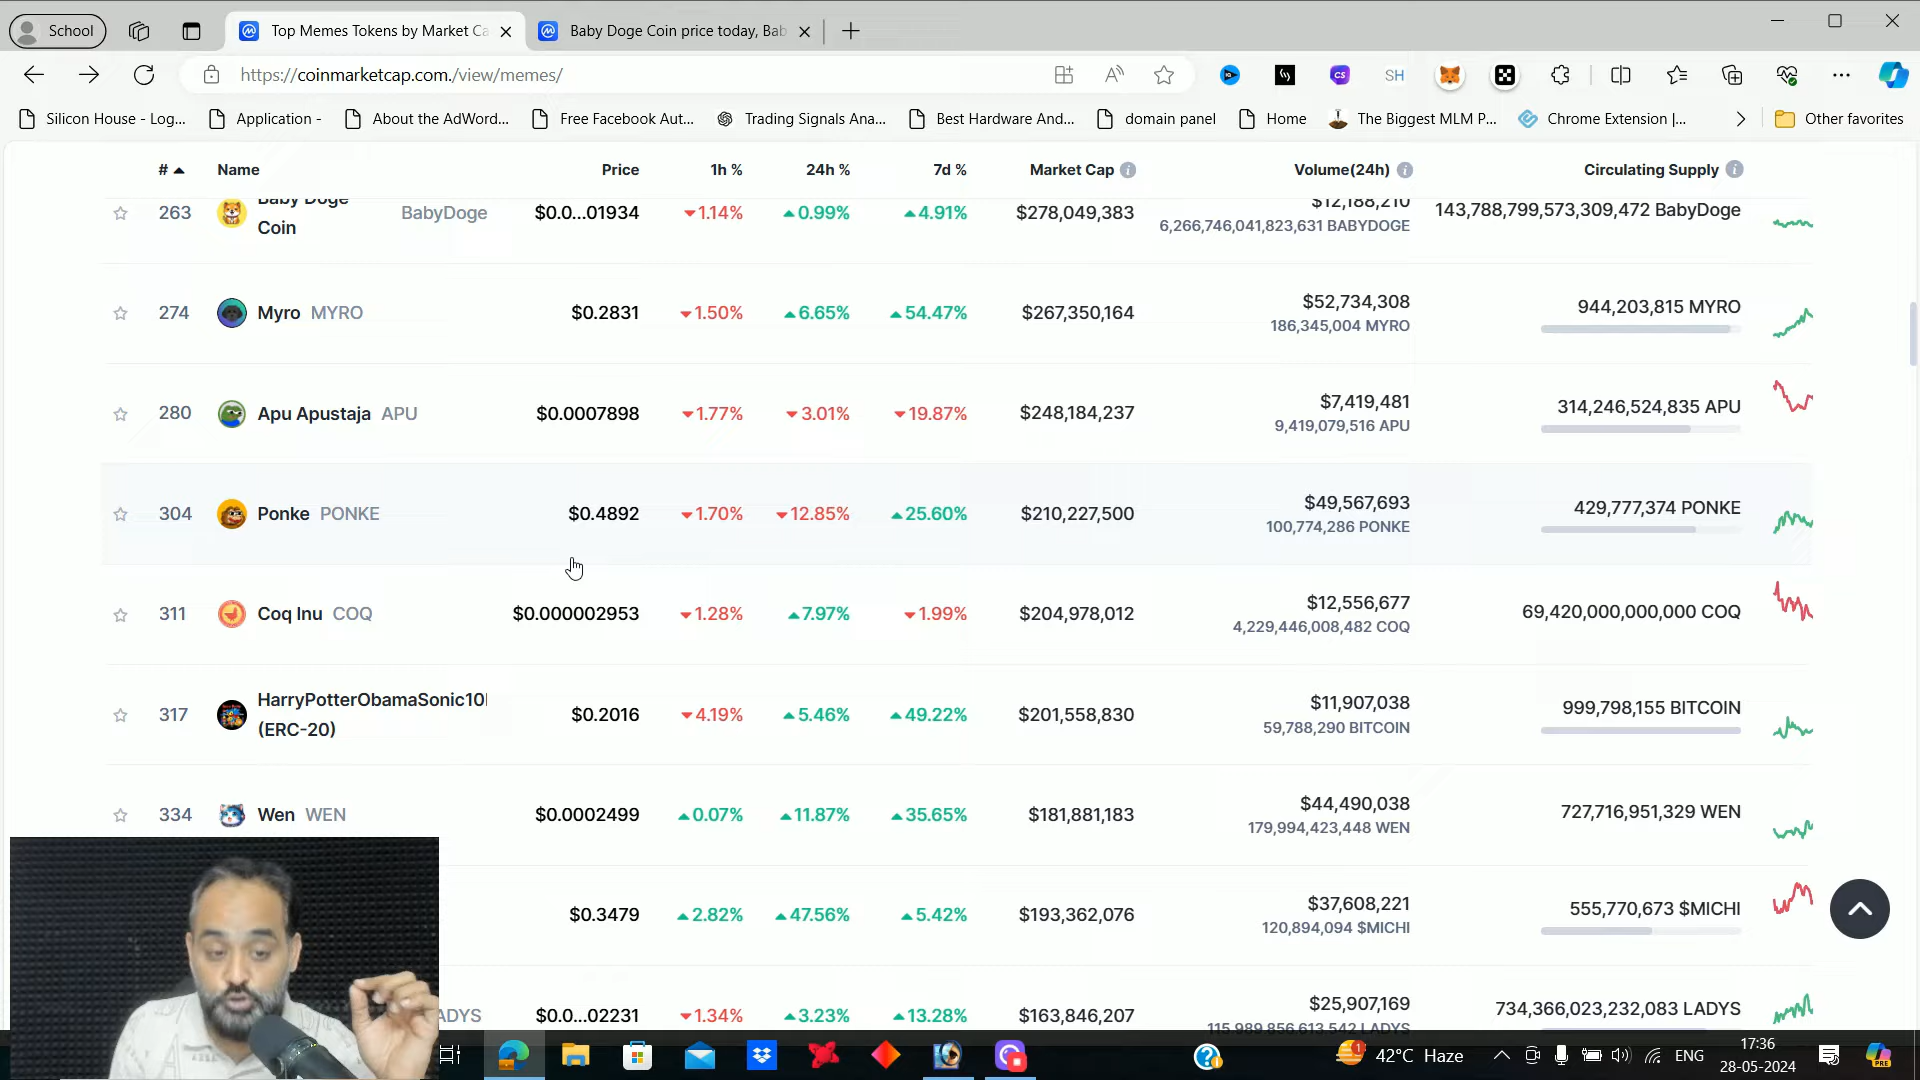 School
Top Memes Tokens by Market Ca
Baby Doge Coin price today, Bab
https://coinmarketcap.com./view/memes/
SH
Silicon House - Log...
Application -
About the AdWord...
Free Facebook Aut...
Trading Signals Ana...
Best Hardware And...
domain panel
Home
The Biggest MLM P...
Chrome Extension |...
Other favorites
# Name Price 1h % 24h % 7d % Market Cap Volume(24h) Circulating Supply
263 Baby Doge Coin BabyDoge $0.0...01934 1.14% 0.99% 4.91% $278,049,383 $12,188,210 143,788,799,573,309,472 BabyDoge
6,266,746,041,823,631 BABYDOGE
274 Myro MYRO $0.2831 1.50% 6.65% 54.47% $267,350,164 $52,734,308 944,203,815 MYRO
186,345,004 MYRO
280 Apu Apustaja APU $0.0007898 1.77% 3.01% 19.87% $248,184,237 $7,419,481 314,246,524,835 APU
9,419,079,516 APU
304 Ponke PONKE $0.4892 1.70% 12.85% 25.60% $210,227,500 $49,567,693 429,777,374 PONKE
100,774,286 PONKE
311 Coq Inu COQ $0.000002953 1.28% 7.97% 1.99% $204,978,012 $12,556,677 69,420,000,000,000 COQ
4,229,446,008,482 COQ
317 HarryPotterObamaSonic10I (ERC-20) $0.2016 4.19% 5.46% 49.22% $201,558,830 $11,907,038 999,798,155 BITCOIN
59,788,290 BITCOIN
334 Wen WEN $0.0002499 0.07% 11.87% 35.65% $181,881,183 $44,490,038 727,716,951,329 WEN
179,994,423,448 WEN
$0.3479 2.82% 47.56% 5.42% $193,362,076 $37,608,221 555,770,673 $MICHI
120,894,094 $MICHI
ADYS $0.0...02231 1.34% 3.23% 13.28% $163,846,207 $25,907,169 734,366,023,232,083 LADYS
115,989,856,613,542 LADYS
42°C Haze
ENG
17:36
28-05-2024